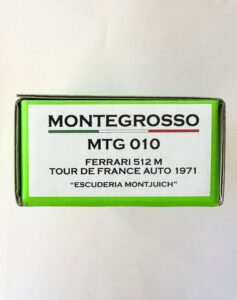 MONTEGROSSO
MTG 010
FERRARI 512 M
TOUR DE FRANCE AUTO 1971
"ESCUDERIA MONTJUICH"